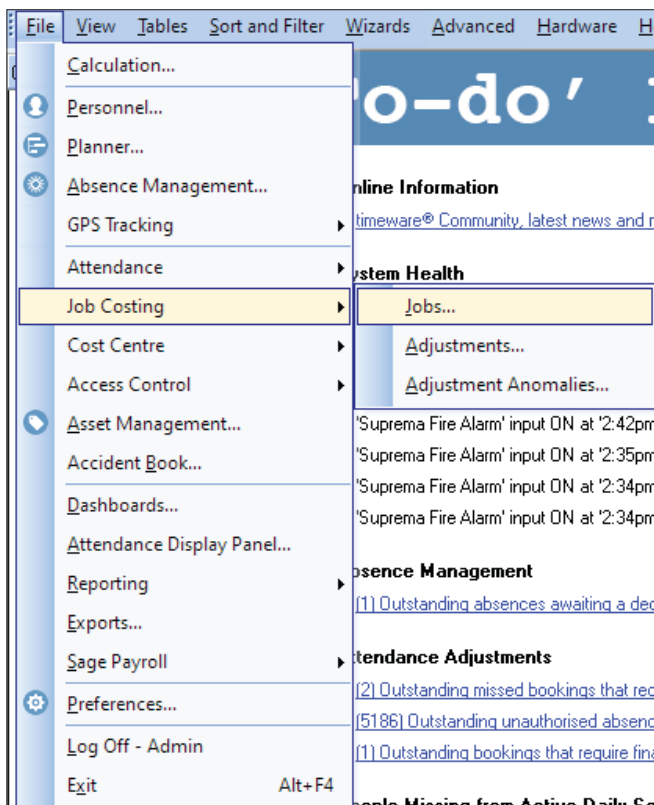 File View Tables Sort and Filter Wizards Advanced Hardware
Calculation...
Personnel...
Planner...
Absence Management...
GPS Tracking
Attendance
Job Costing
Cost Centre
Access Control
Asset Management...
Accident Book...
Dashboards...
Attendance Display Panel...
Reporting
Exports...
Sage Payroll
Preferences...
Log Off - Admin
Exit Alt+F4
Jobs...
Adjustments...
Adjustment Anomalies...
o-do'
nline Information
timeware® Community, latest news and
ystem Health
'Suprema Fire Alarm' input ON at '2:42pm
'Suprema Fire Alarm' input ON at '2:35pm
'Suprema Fire Alarm' input ON at '2:34pm
'Suprema Fire Alarm' input ON at '2:34pm
bsence Management
(1) Outstanding absences awaiting a dec
ttendance Adjustments
(2) Outstanding missed bookings that rec
(5186) Outstanding unauthorised absenc
(1) Outstanding bookings that require fina